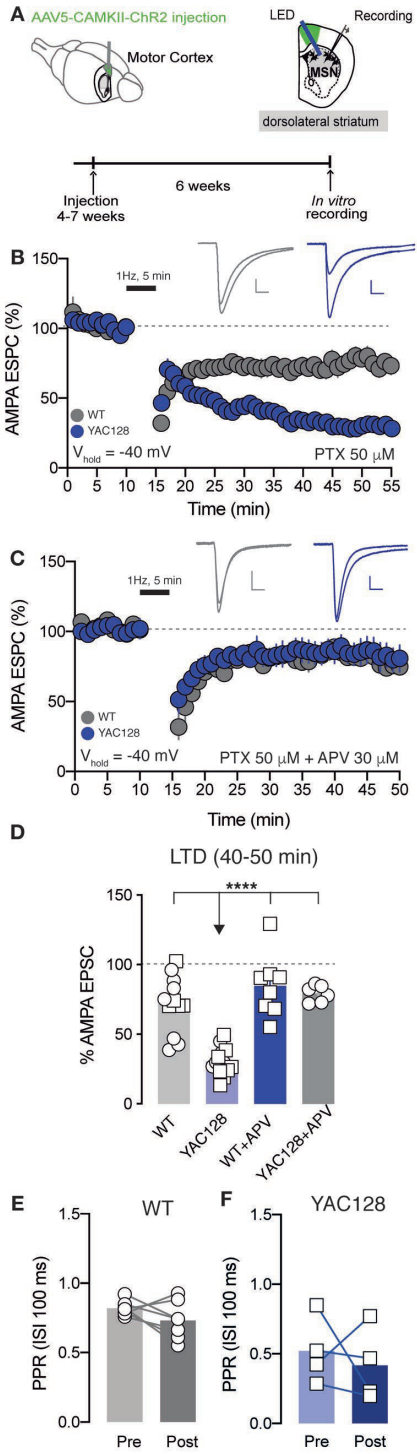 A
AAV5-CAMKII-ChR2 injection
Motor Cortex
LED
Recording
MSN
dorsolateral striatum
6 weeks
Injection
4-7 weeks
In vitro
recording
B
AMPA ESPC (%)
150
100
50
0
1Hz, 5 min
WT
YAC128
Vhold = -40 mV
PTX 50 μM
0 5 10 15 20 25 30 35 40 45 50 55
Time (min)
C
AMPA ESPC (%)
150
100
50
0
1Hz, 5 min
WT
YAC128
Vhold = -40 mV
PTX 50 μM + APV 30 μM
0 5 10 15 20 25 30 35 40 45 50
Time (min)
D
LTD (40-50 min)
% AMPA EPSC
150
100
50
0
****
WT
YAC128
WT+APV
YAC128+APV
E
WT
PPR (ISI 100 ms)
1.5
1.0
0.5
0.0
Pre Post
F
YAC128
PPR (ISI 100 ms)
1.5
1.0
0.5
0.0
Pre Post